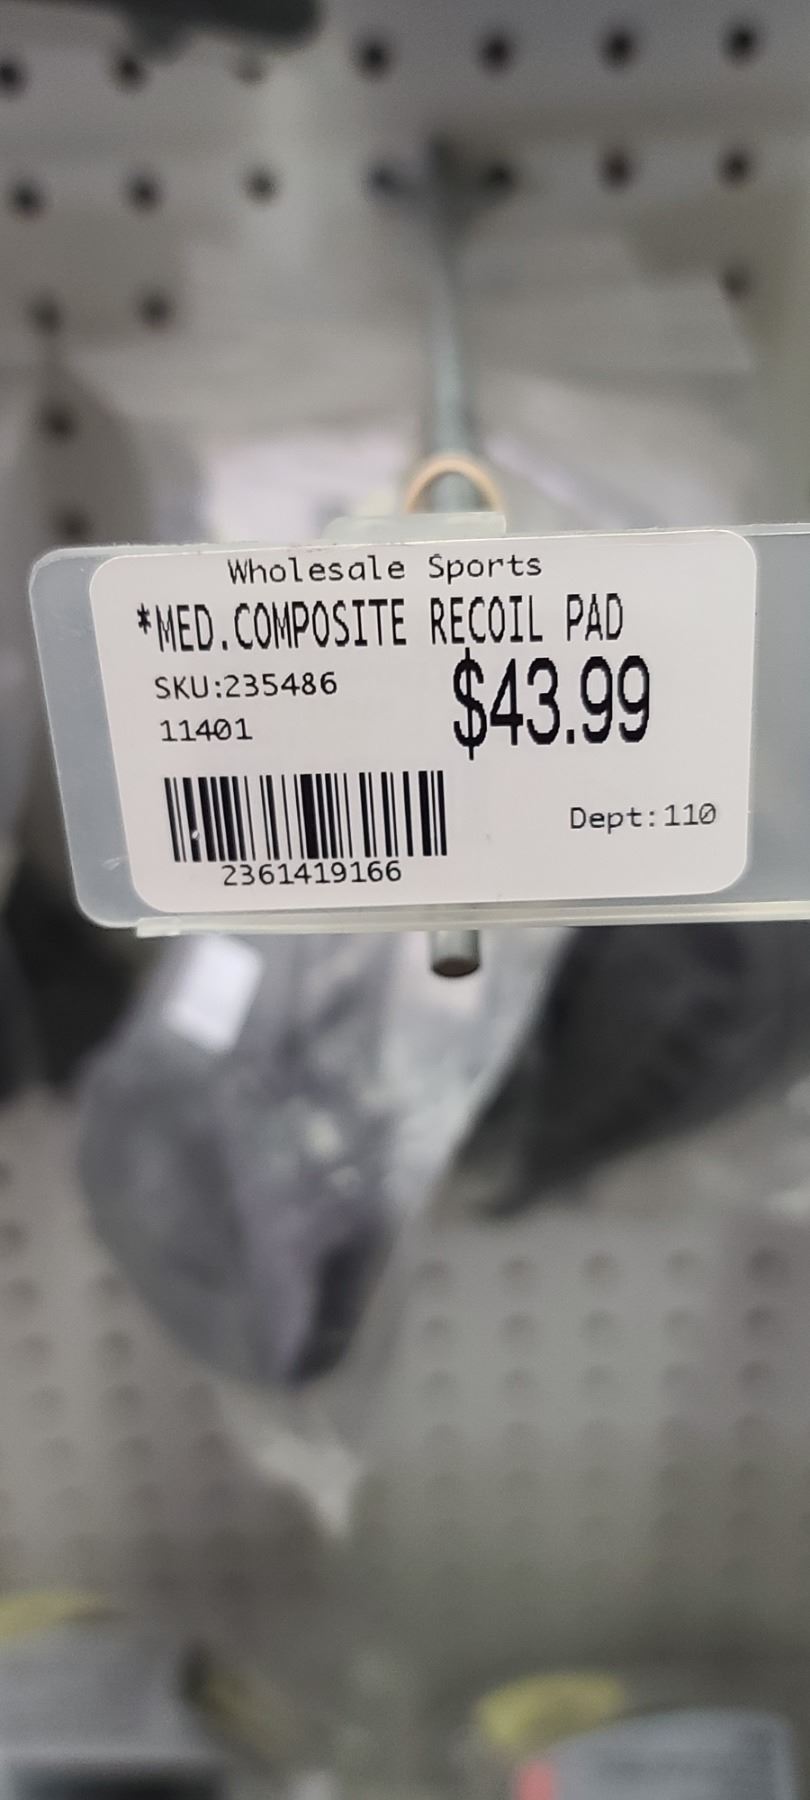 Wholesale Sports
*MED.COMPOSITE RECOIL PAD
SKU:235486
$43.99
11401
Dept:110
2361419166